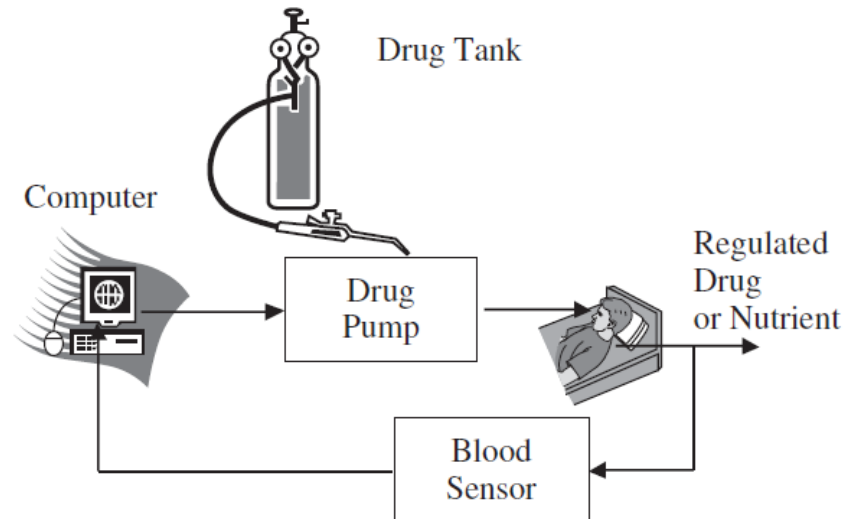 Drug Tank
Computer
Regulated
Drug
or Nutrient
Drug
Pump
Blood
Sensor